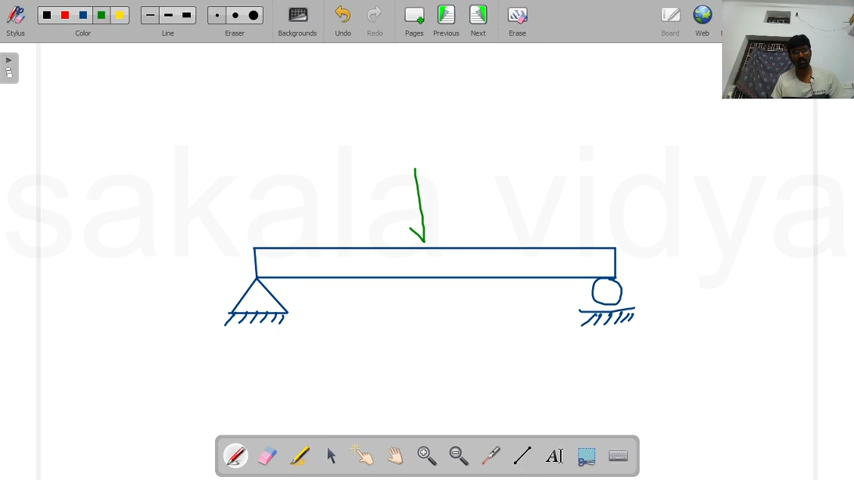 Stylus
Color
Line
Eraser
Backgrounds
Undo
Redo
Pages
Previous
Next
Erase
Board
Web
sakala vidya